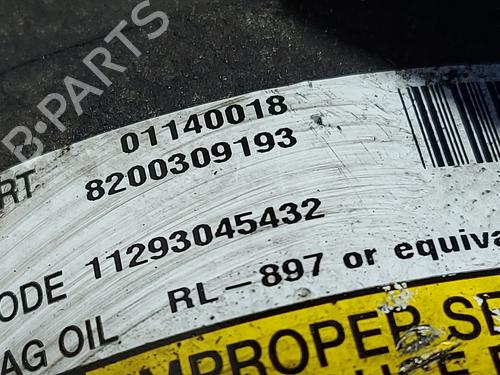 B-PARTS
01140018
RT 8200309193
ODE 11293045432
AG OIL RL-897 or equiva
MPROPER SE